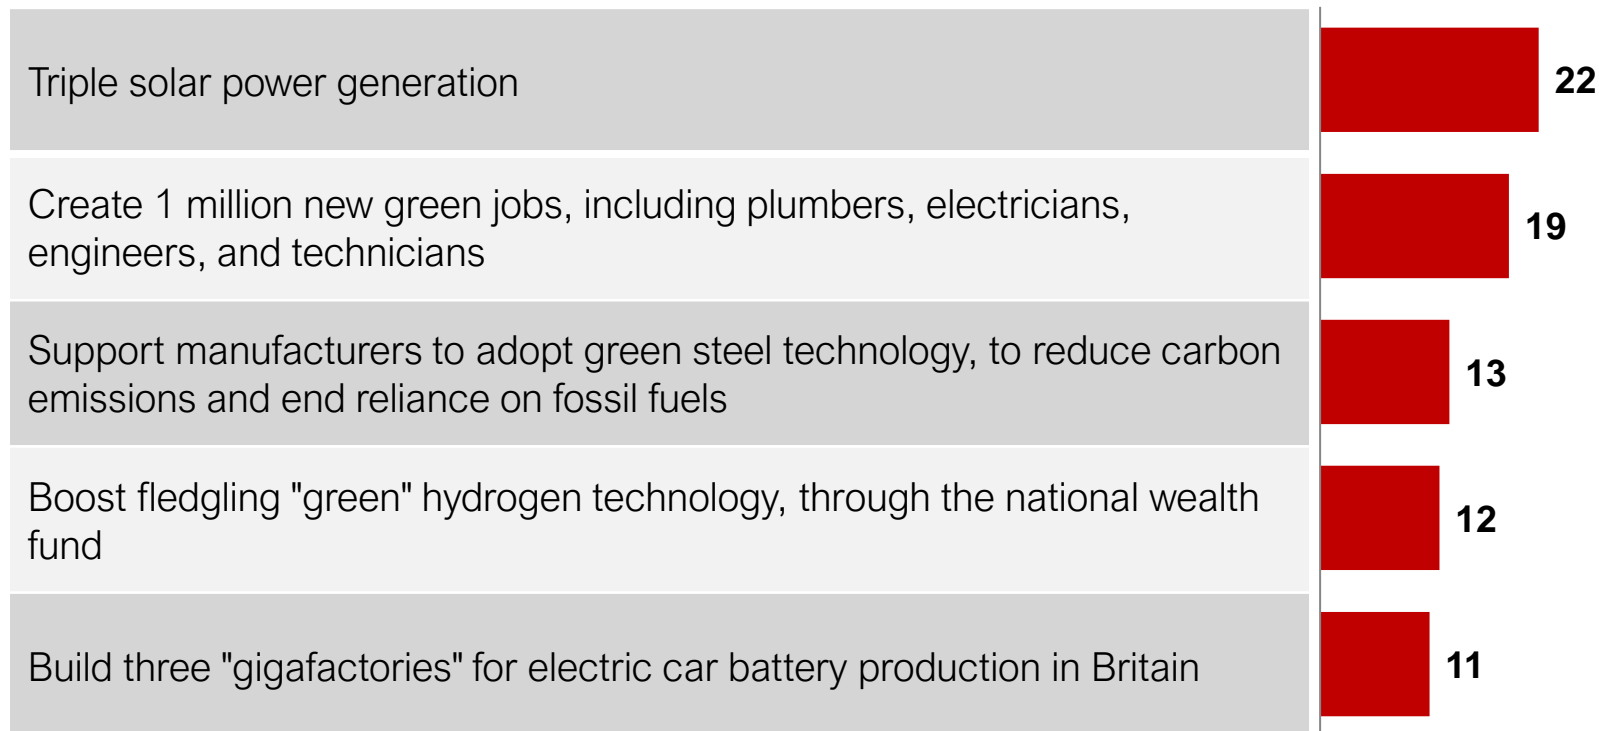 Triple solar power generation
22
Create 1 million new green jobs, including plumbers, electricians,
engineers, and technicians
19
Support manufacturers to adopt green steel technology, to reduce carbon
emissions and end reliance on fossil fuels
13
Boost fledgling "green" hydrogen technology, through the national wealth
fund
12
Build three "gigafactories" for electric car battery production in Britain
11